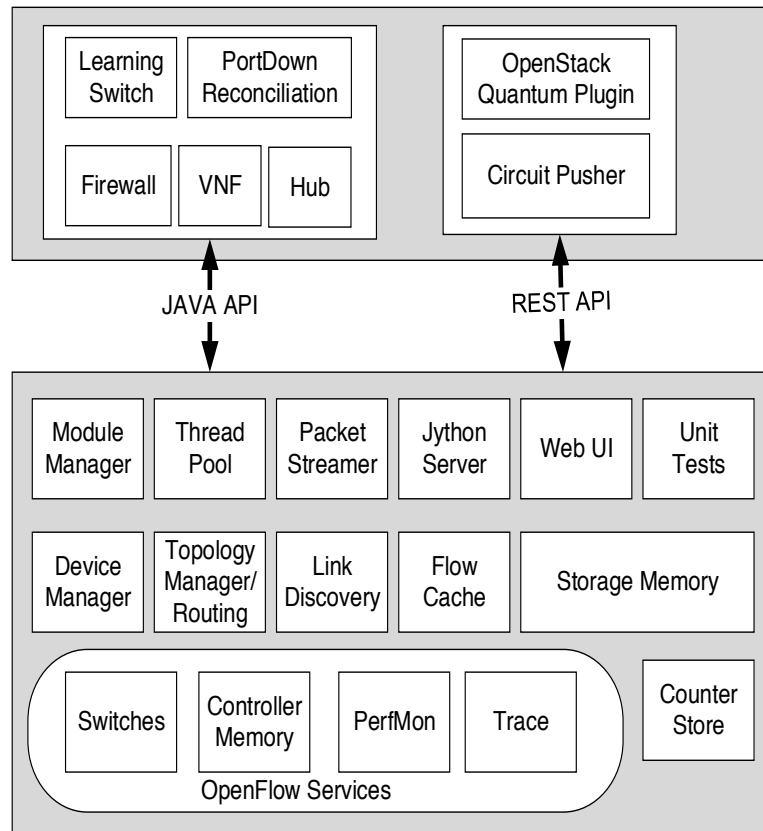 Learning
Switch
PortDown
Reconciliation
Firewall
VNF
Hub
OpenStack
Quantum Plugin
Circuit Pusher
JAVA API
REST API
Module
Manager
Thread
Pool
Packet
Streamer
Jython
Server
Web UI
Unit
Tests
Device
Manager
Topology
Manager/
Routing
Link
Discovery
Flow
Cache
Storage Memory
Switches
Controller
Memory
PerfMon
Trace
OpenFlow Services
Counter
Store